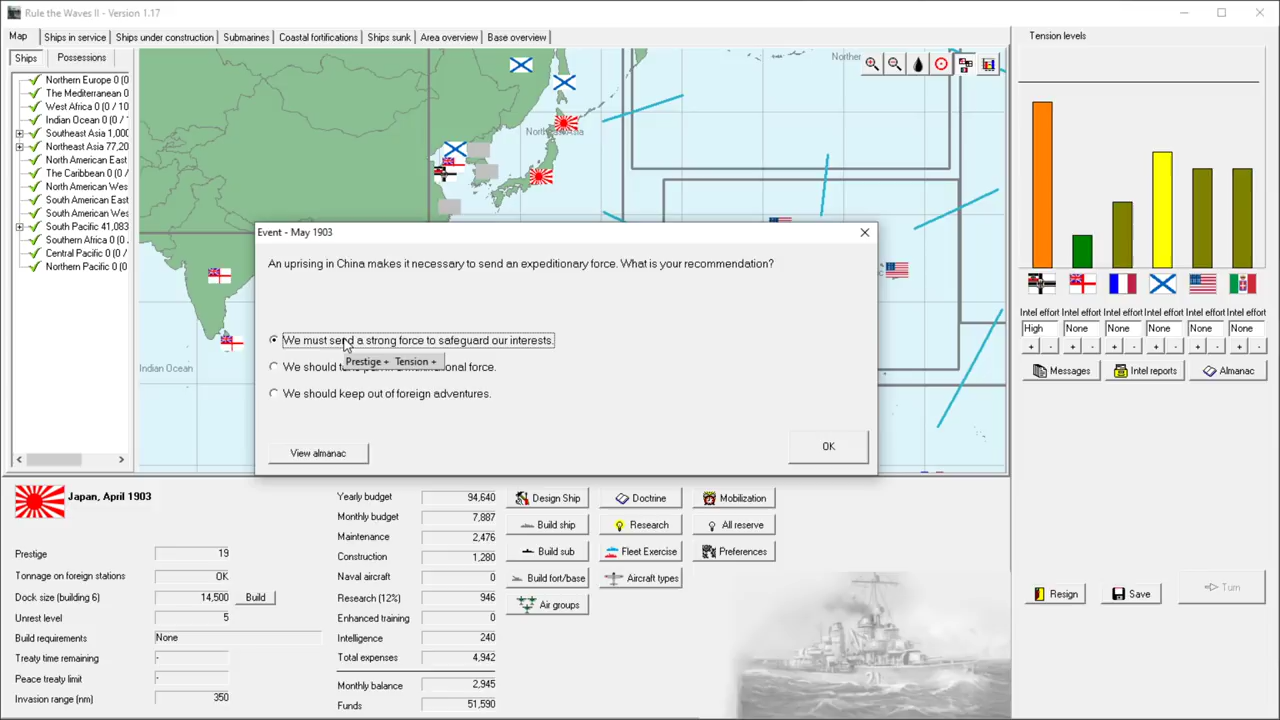 Rule the Waves II - Version 1.17
Map
Ships in service
Ships under construction
Submarines
Coastal fortifications
Ships sunk
Area overview
Base overview
Ships
Possessions
Northern Europe 0 (0
The Mediterranean 0
West Africa 0 (0 / 10
Indian Ocean 0 (0 /
Southeast Asia 1,000
Northeast Asia 77,20
North American East
The Caribbean 0 (0 /
North American West
South American East
South American Wes
South Pacific 41,083
Southern Africa 0 (0
Central Pacific 0 (0 /
Northern Pacific 0 (0
Indian Ocean
Norther
Event - May 1903
An uprising in China makes it necessary to send an expeditionary force. What is your recommendation?
We must send a strong force to safeguard our interests.
Prestige + Tension +
We should
force.
We should keep out of foreign adventures.
View almanac
OK
Tension levels
Intel effort
Intel effort
Intel effort
Intel effort
Intel effort
Intel effort
High
None
None
None
None
None
+ - + - + - + - + - + -
Messages
Intel reports
Almanac
Japan, April 1903
Prestige 19
Tonnage on foreign stations OK
Dock size (building 6) 14,500 Build
Unrest level 5
Build requirements None
Treaty time remaining -
Peace treaty limit -
Invasion range (nm) 350
Yearly budget 94,640
Monthly budget 7,887
Maintenance 2,476
Construction 1,280
Naval aircraft 0
Research (12%) 946
Enhanced training 0
Intelligence 240
Total expenses 4,942
Monthly balance 2,945
Funds 51,590
Design Ship
Doctrine
Mobilization
Build ship
Research
All reserve
Build sub
Fleet Exercise
Preferences
Build fort/base
Aircraft types
Air groups
Resign
Save
Turn